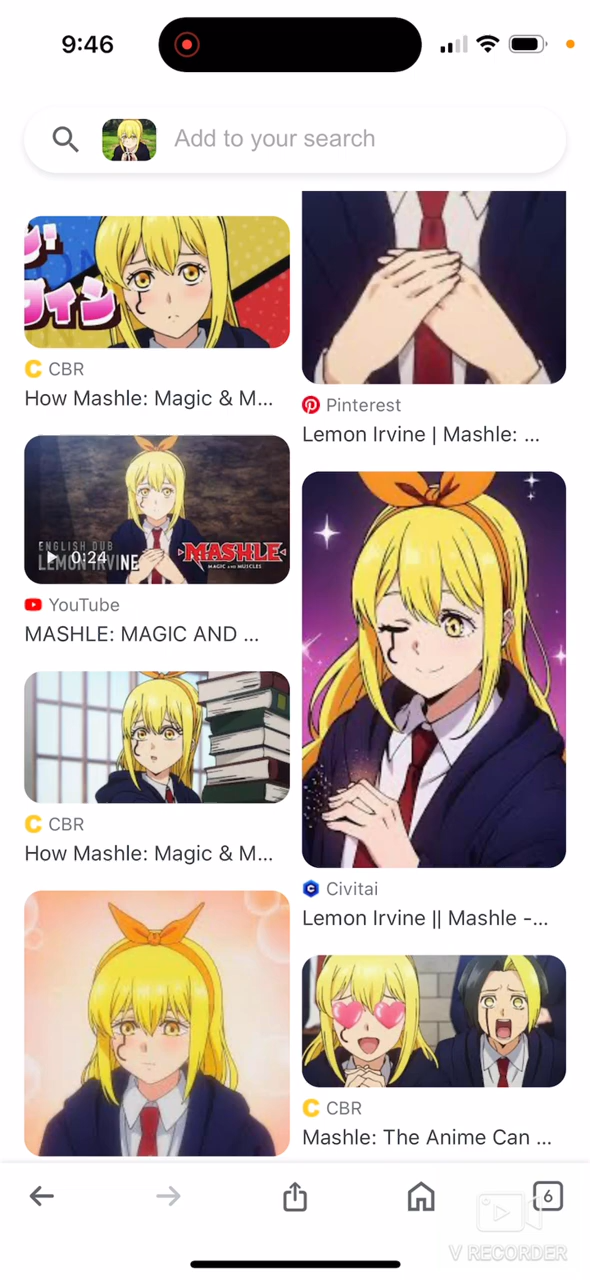 9:46
Add to your search
CBR
How Mashle: Magic & M...
Pinterest
Lemon Irvine | Mashle: ...
ENGLISH DUB
LEMON IRVINE
0:24
MASHLE
MAGIC AND MUSCLES
YouTube
MASHLE: MAGIC AND ...
CBR
How Mashle: Magic & M...
Civitai
Lemon Irvine || Mashle -...
CBR
Mashle: The Anime Can ...
6
V RECORDER